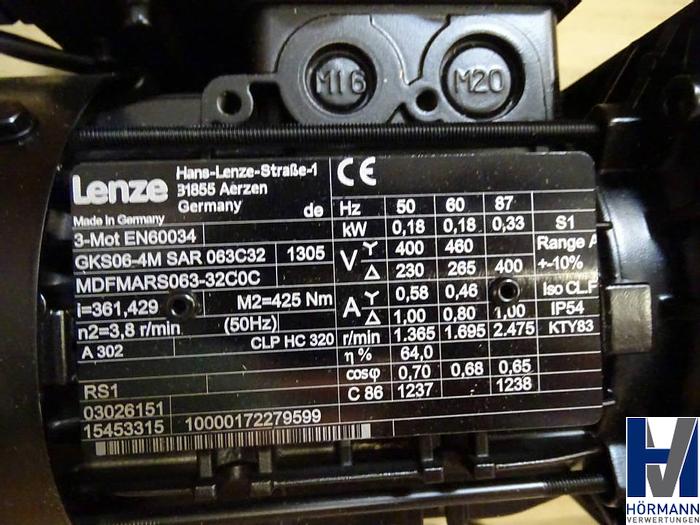 M16 M20
Lenze
Made in Germany
Hans-Lenze-Straße-1
31855 Aerzen
Germany de
CE
3-Mot EN60034
GKS06-4M SAR 063C32 1305
MDFMARS063-32C0C
i=361,429 M2=425 Nm
n2=3,8 r/min (50Hz)
A 302 CLP HC 320
RS1
03026151
15453315 10000172279599
Hz 50 60 87
kW 0,18 0,18 0,33 S1
V Y 400 460 Range A
Δ 230 265 400 +-10%
A Y 0,58 0,46 Iso CL.F
Δ 1,00 0,80 1,00 IP54
r/min 1.365 1.695 2.475 KTY83
η % 64,0
cosφ 0,70 0,68 0,65
C 86 1237 1238
HV
HÖRMANN
VERWERTUNGEN